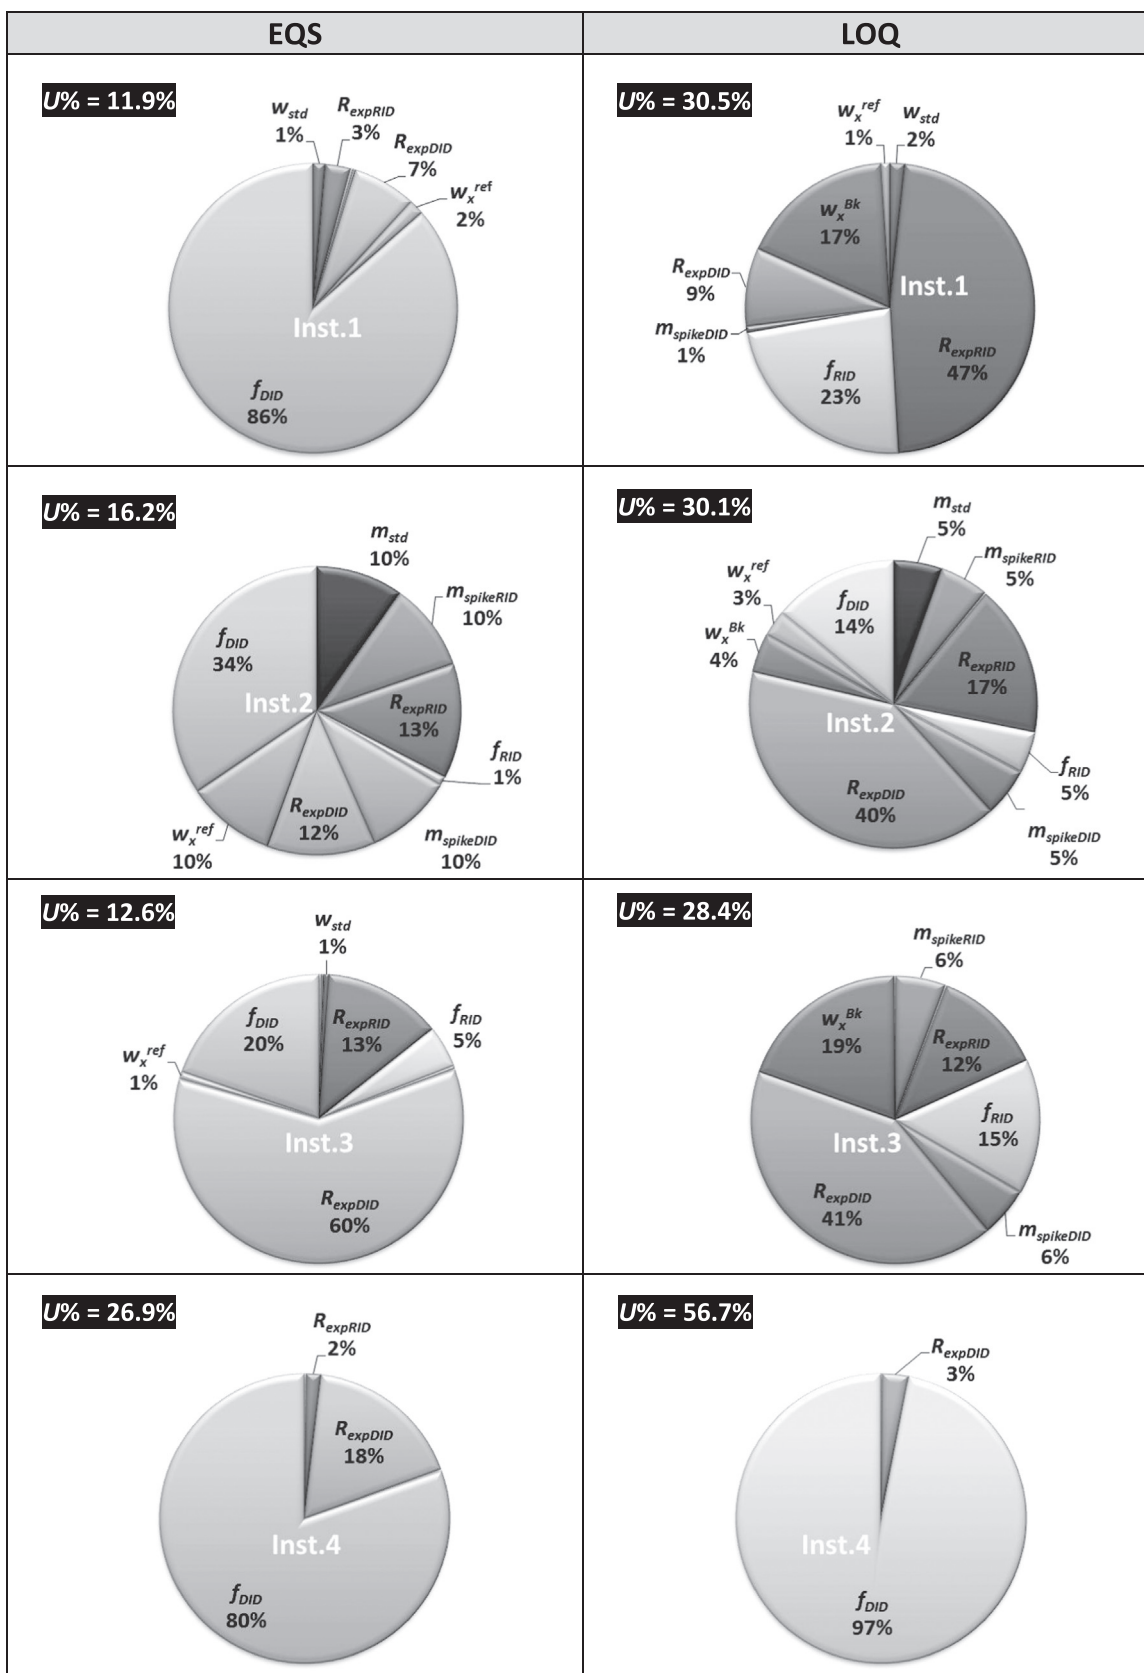 EQS
LOQ
U% = 11.9%
w_std
1%
R_expRID
3%
R_expDID
7%
w_x^ref
2%
Inst.1
f_DID
86%
U% = 30.5%
w_x^ref
1%
w_std
2%
w_x^Bk
17%
R_expDID
9%
m_spikeDID
1%
f_RID
23%
Inst.1
R_expRID
47%
U% = 16.2%
m_std
10%
m_spikeRID
10%
R_expRID
13%
f_RID
1%
m_spikeDID
10%
R_expDID
12%
w_x^ref
10%
f_DID
34%
Inst.2
U% = 30.1%
m_std
5%
m_spikeRID
5%
R_expRID
17%
f_RID
5%
m_spikeDID
5%
R_expDID
40%
w_x^Bk
4%
w_x^ref
3%
f_DID
14%
Inst.2
U% = 12.6%
w_std
1%
R_expRID
13%
f_RID
5%
R_expDID
60%
w_x^ref
1%
f_DID
20%
Inst.3
U% = 28.4%
m_spikeRID
6%
R_expRID
12%
f_RID
15%
m_spikeDID
6%
R_expDID
41%
w_x^Bk
19%
Inst.3
U% = 26.9%
R_expRID
2%
R_expDID
18%
Inst.4
f_DID
80%
U% = 56.7%
R_expDID
3%
Inst.4
f_DID
97%